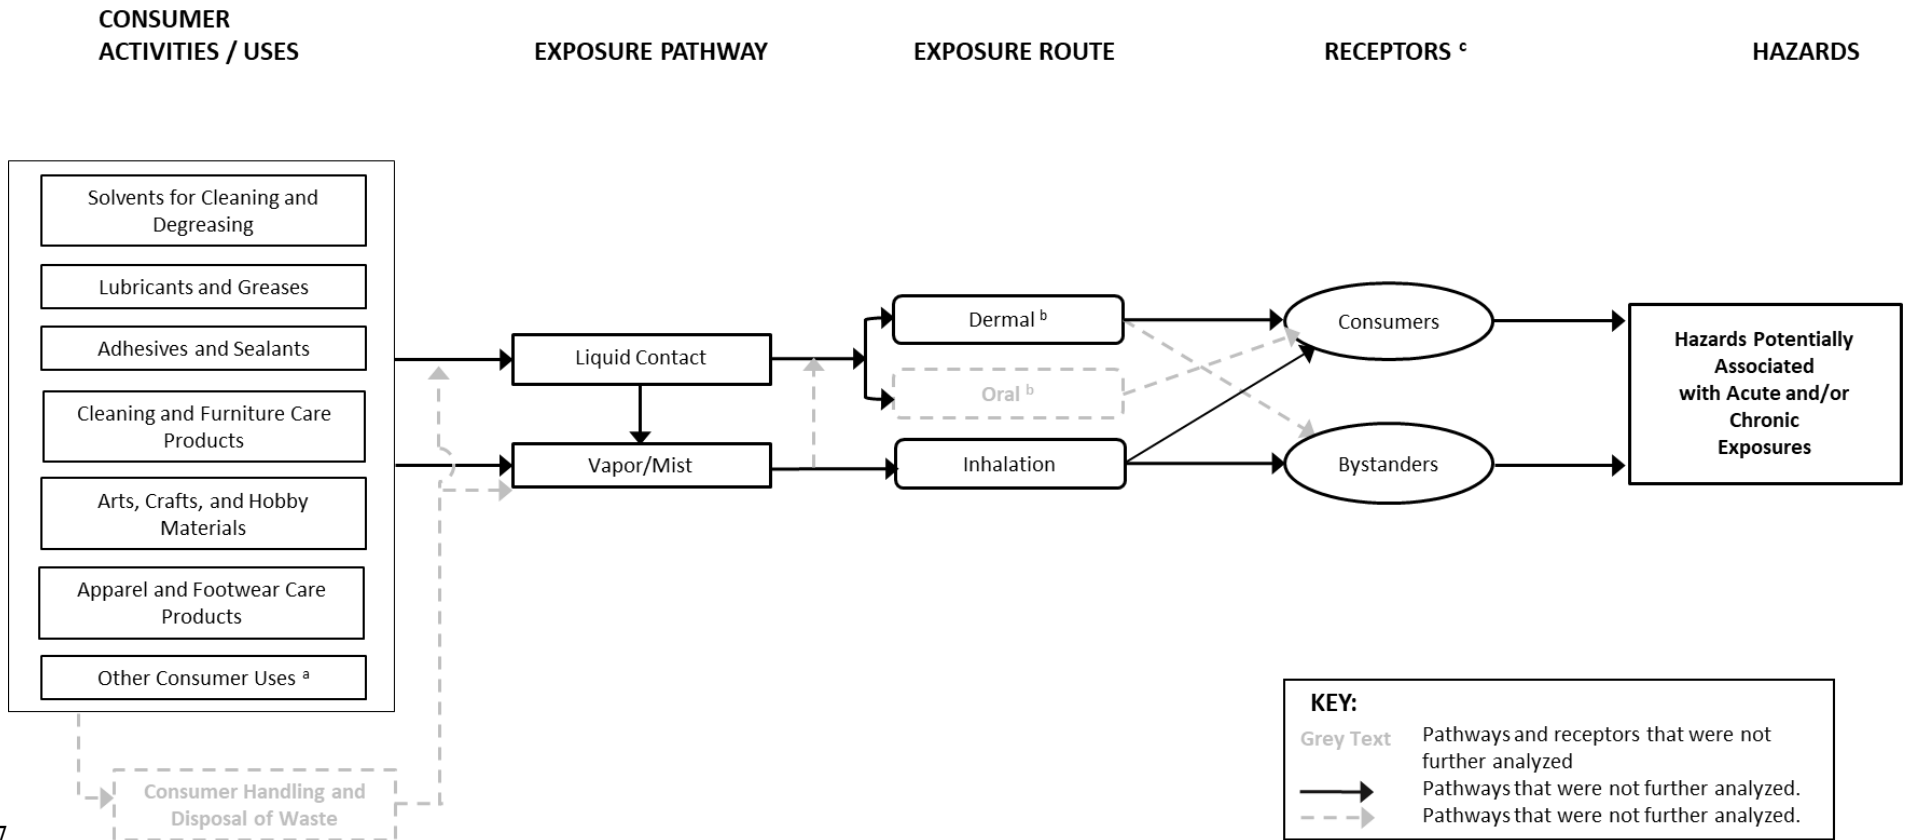 CONSUMER
ACTIVITIES / USES
EXPOSURE PATHWAY
EXPOSURE ROUTE
RECEPTORS ᶜ
HAZARDS
Solvents for Cleaning and
Degreasing
Lubricants and Greases
Adhesives and Sealants
Cleaning and Furniture Care
Products
Arts, Crafts, and Hobby
Materials
Apparel and Footwear Care
Products
Other Consumer Uses ᵃ
Consumer Handling and
Disposal of Waste
Liquid Contact
Vapor/Mist
Dermal ᵇ
Oral ᵇ
Inhalation
Consumers
Bystanders
Hazards Potentially
Associated
with Acute and/or
Chronic
Exposures
KEY:
Grey Text
Pathways and receptors that were not
further analyzed
Pathways that were not further analyzed.
Pathways that were not further analyzed.
7